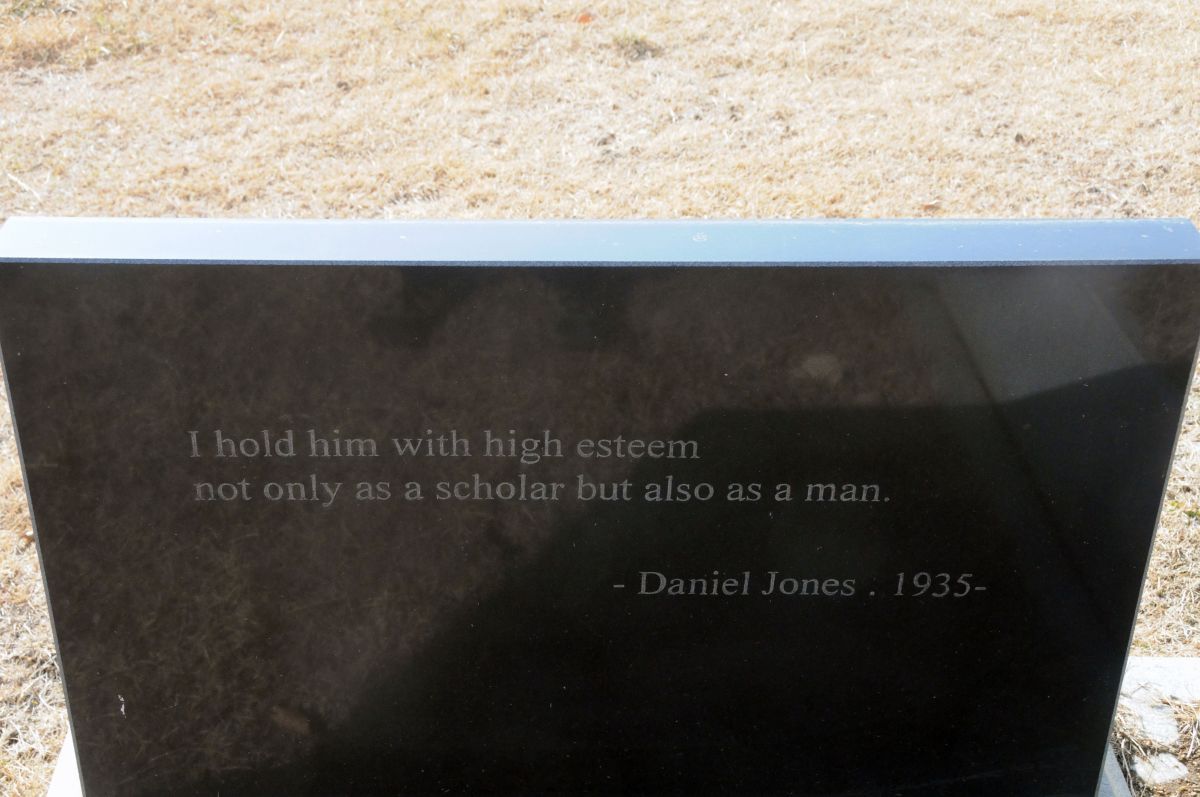 I hold him with high esteem
not only as a scholar but also as a man.
- Daniel Jones . 1935-